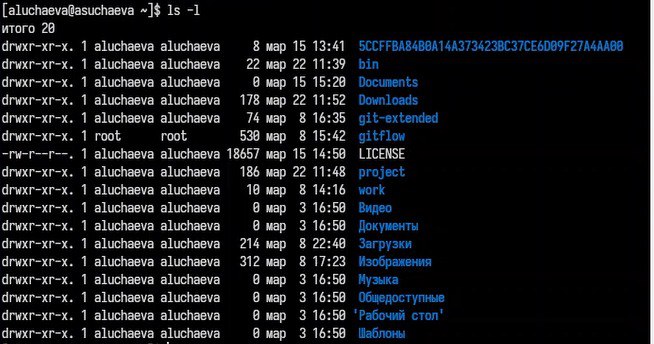 [aluchaeva@asuchaeva ~]$ ls -l
итого 20
drwxr-xr-x. 1 aluchaeva aluchaeva 8 мар 15 13:41 5CCFFBA84B0A14A373423BC37CE6D09F27A4AA00
drwxr-xr-x. 1 aluchaeva aluchaeva 22 мар 22 11:39 bin
drwxr-xr-x. 1 aluchaeva aluchaeva 0 мар 15 15:20 Documents
drwxr-xr-x. 1 aluchaeva aluchaeva 178 мар 22 11:52 Downloads
drwxr-xr-x. 1 aluchaeva aluchaeva 74 мар 8 16:35 git-extended
drwxr-xr-x. 1 root root 530 мар 8 15:42 gitflow
-rw-r--r--. 1 aluchaeva aluchaeva 18657 мар 15 14:50 LICENSE
drwxr-xr-x. 1 aluchaeva aluchaeva 186 мар 22 11:48 project
drwxr-xr-x. 1 aluchaeva aluchaeva 10 мар 8 14:16 work
drwxr-xr-x. 1 aluchaeva aluchaeva 0 мар 3 16:50 Видео
drwxr-xr-x. 1 aluchaeva aluchaeva 0 мар 3 16:50 Документы
drwxr-xr-x. 1 aluchaeva aluchaeva 214 мар 8 22:40 Загрузки
drwxr-xr-x. 1 aluchaeva aluchaeva 312 мар 8 17:23 Изображения
drwxr-xr-x. 1 aluchaeva aluchaeva 0 мар 3 16:50 Музыка
drwxr-xr-x. 1 aluchaeva aluchaeva 0 мар 3 16:50 Общедоступные
drwxr-xr-x. 1 aluchaeva aluchaeva 0 мар 3 16:50 'Рабочий стол'
drwxr-xr-x. 1 aluchaeva aluchaeva 0 мар 3 16:50 Шаблоны